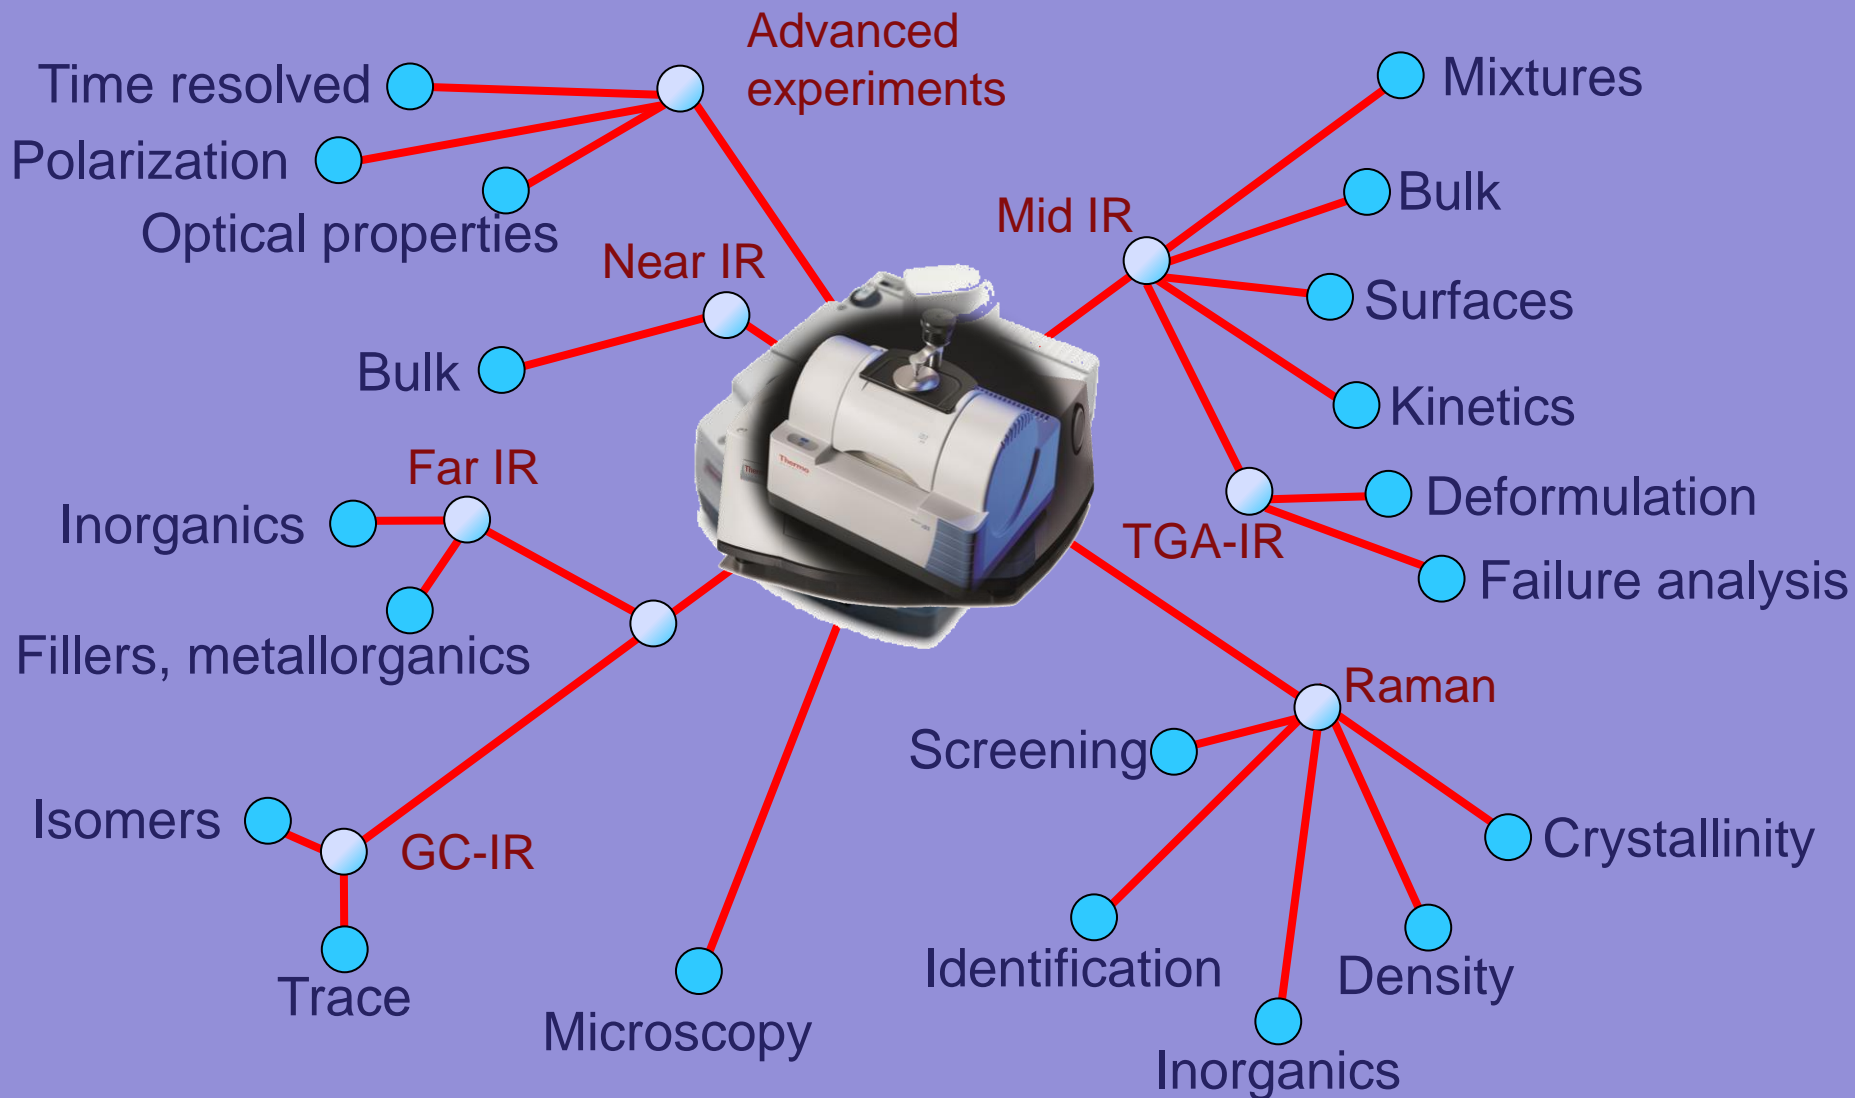 Advanced
experiments
Time resolved
Polarization
Optical properties
Near IR
Bulk
Mid IR
Mixtures
Bulk
Surfaces
Kinetics
TGA-IR
Deformulation
Failure analysis
Far IR
Inorganics
Fillers, metallorganics
GC-IR
Isomers
Trace
Microscopy
Raman
Screening
Identification
Inorganics
Density
Crystallinity
Thermo